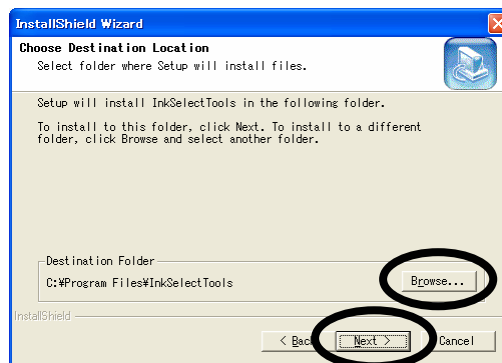 InstallShield Wizard
Choose Destination Location
Select folder where Setup will install files.
Setup will install InkSelectTools in the following folder.
To install to this folder, click Next. To install to a different
folder, click Browse and select another folder.
Destination Folder
C:¥Program Files¥InkSelectTools
Browse...
InstallShield
< Next > Cancel